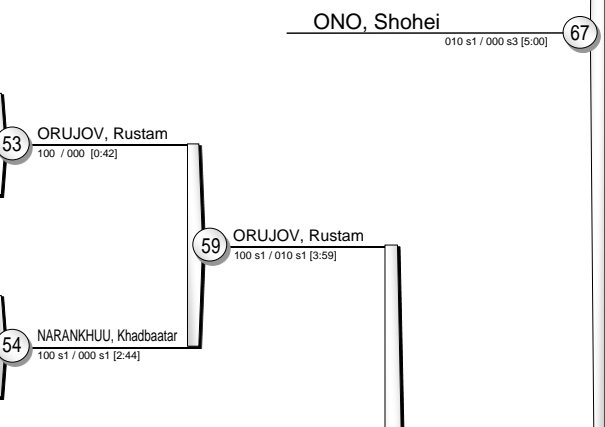 ONO, Shohei
67
010 s1 / 000 s3 [5:00]
53
ORUJOV, Rustam
100 / 000 [0:42]
59
ORUJOV, Rustam
100 s1 / 010 s1 [3:59]
54
NARANKHUU, Khadbaatar
100 s1 / 000 s1 [2:44]